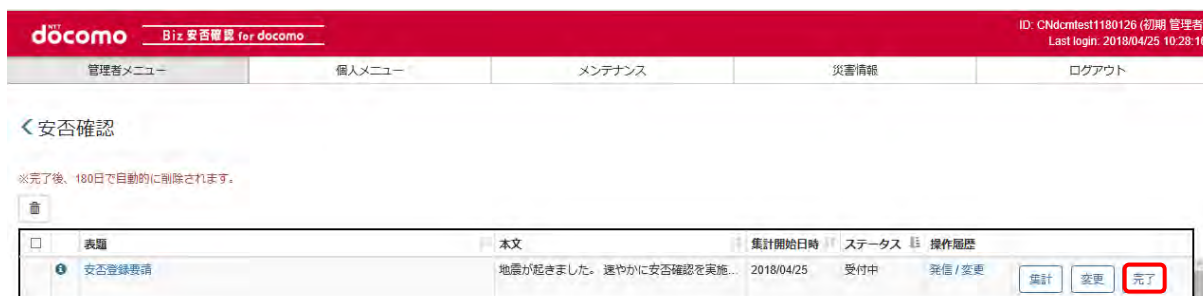 ID: CNdcmtest1180126 (初期 管理者
NTT
döcomo Biz 安否確認 for docomo
Last login: 2018/04/25 10:28:16
管理者メニュー 個人メニュー メンテナンス 災害情報 ログアウト
安否確認
※完了後、180日で自動的に削除されます。
表題 本文 集計開始日時 ステータス 操作履歴
安否登録要請 地震が起きました。 速やかに安否確認を実施... 2018/04/25 受付中 発信 / 変更 集計 変更 完了